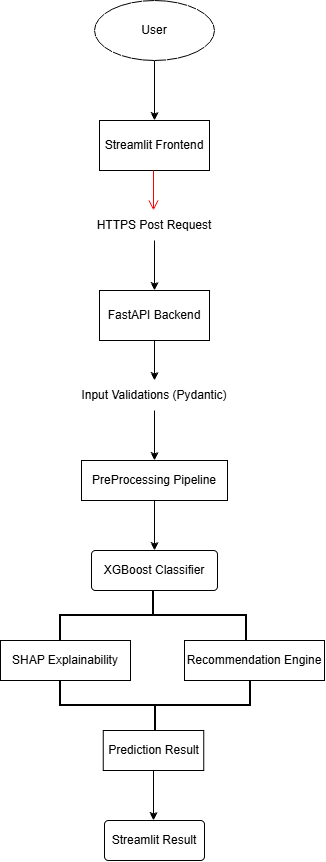 User
Streamlit Frontend
HTTPS Post Request
FastAPI Backend
Input Validations (Pydantic)
PreProcessing Pipeline
XGBoost Classifier
SHAP Explainability
Recommendation Engine
Prediction Result
Streamlit Result